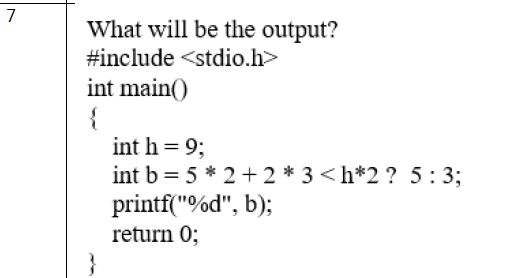 7
What will be the output?
#include <stdio.h>
int main()
{
int h = 9;
int b = 5 * 2 + 2 * 3 < h*2 ? 5 : 3;
printf("%d", b);
return 0;
}